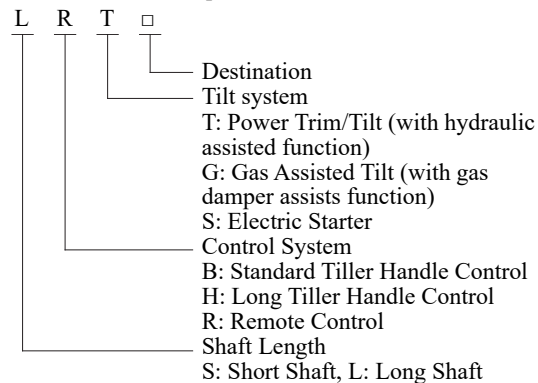 L R T □
Destination
Tilt system
T: Power Trim/Tilt (with hydraulic
assisted function)
G: Gas Assisted Tilt (with gas
damper assists function)
S: Electric Starter
Control System
B: Standard Tiller Handle Control
H: Long Tiller Handle Control
R: Remote Control
Shaft Length
S: Short Shaft, L: Long Shaft